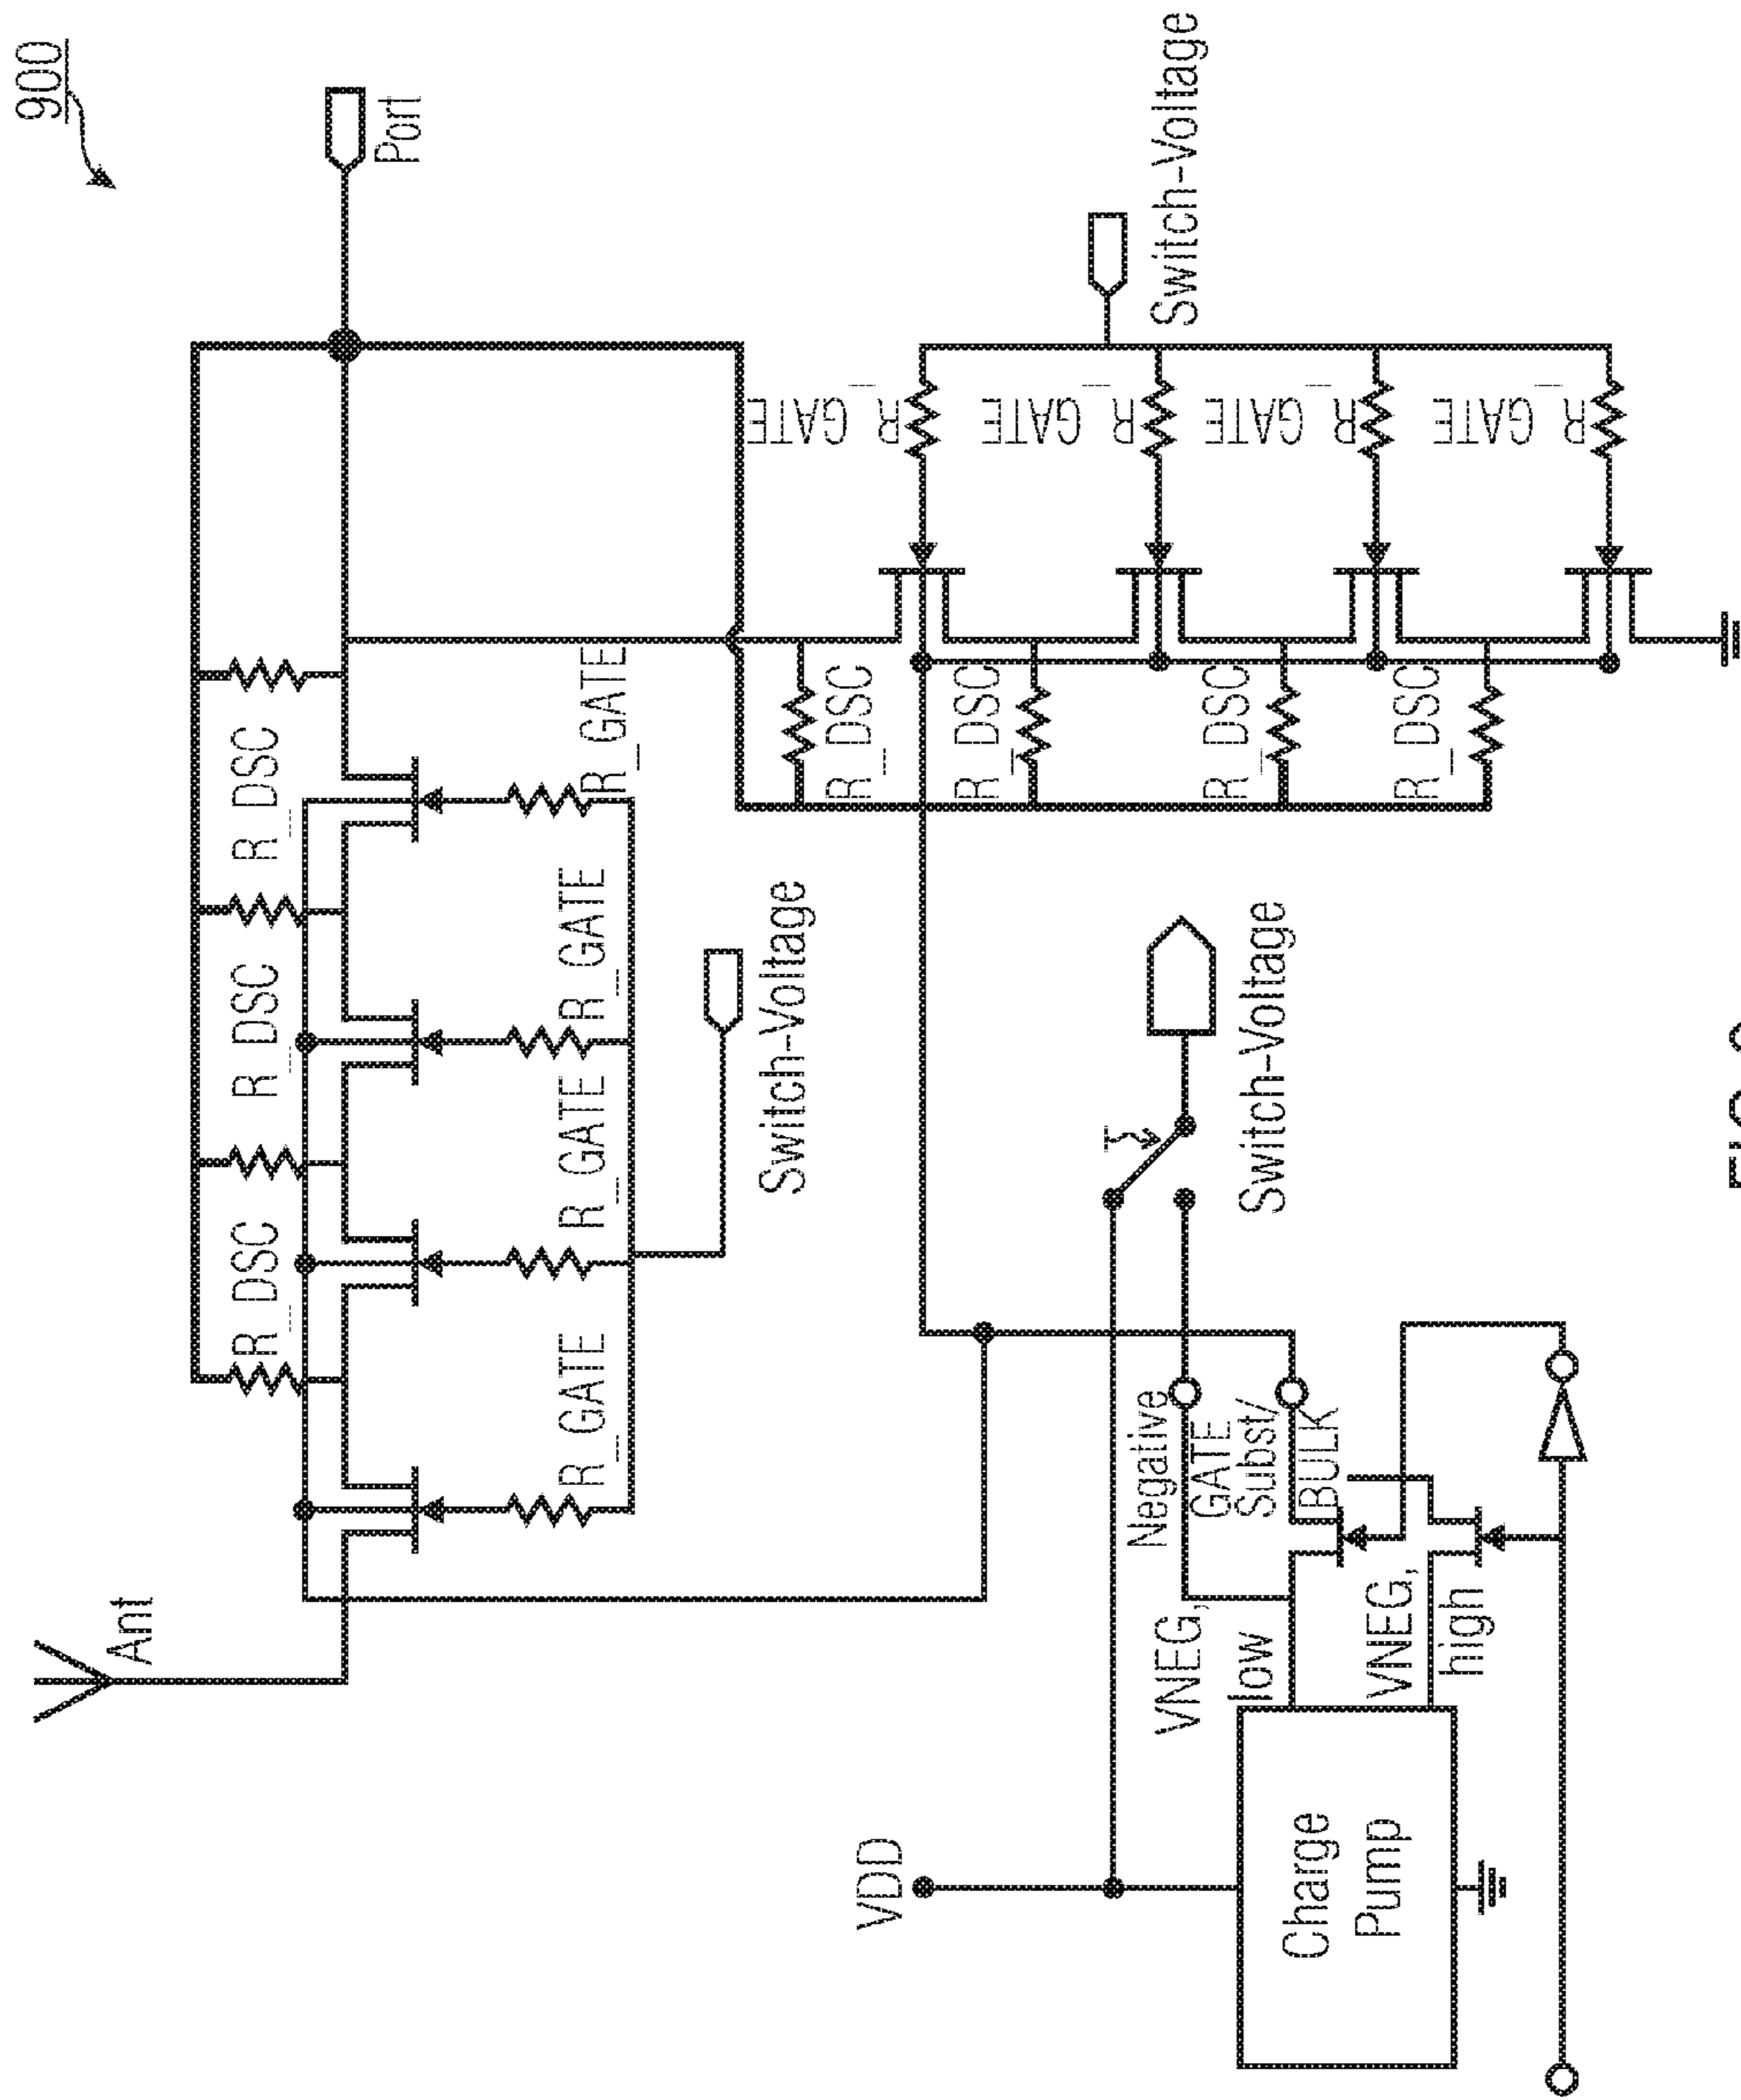 900
Ant
R_DSC
R_DSC
R_DSC
Port
R_GATE
R_GATE
R_GATE
R_GATE
Switch-Voltage
R_DSC
R_DSC
R_DSC
R_DSC
R_GATE
R_GATE
R_GATE
R_GATE
Switch-Voltage
VDD
Charge
Pump
VNEG,
low
VNEG,
high
Negative
GATE
Subst/
BULK
Switch-Voltage